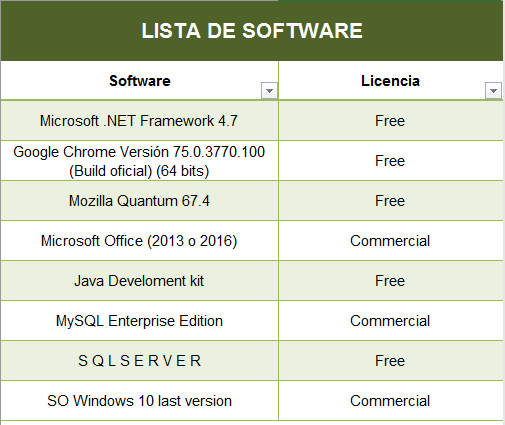 LISTA DE SOFTWARE
Software Licencia
Microsoft .NET Framework 4.7 Free
Google Chrome Versión 75.0.3770.100
(Build oficial) (64 bits) Free
Mozilla Quantum 67.4 Free
Microsoft Office (2013 o 2016) Commercial
Java Develoment kit Free
MySQL Enterprise Edition Commercial
S Q L S E R V E R Free
SO Windows 10 last version Commercial